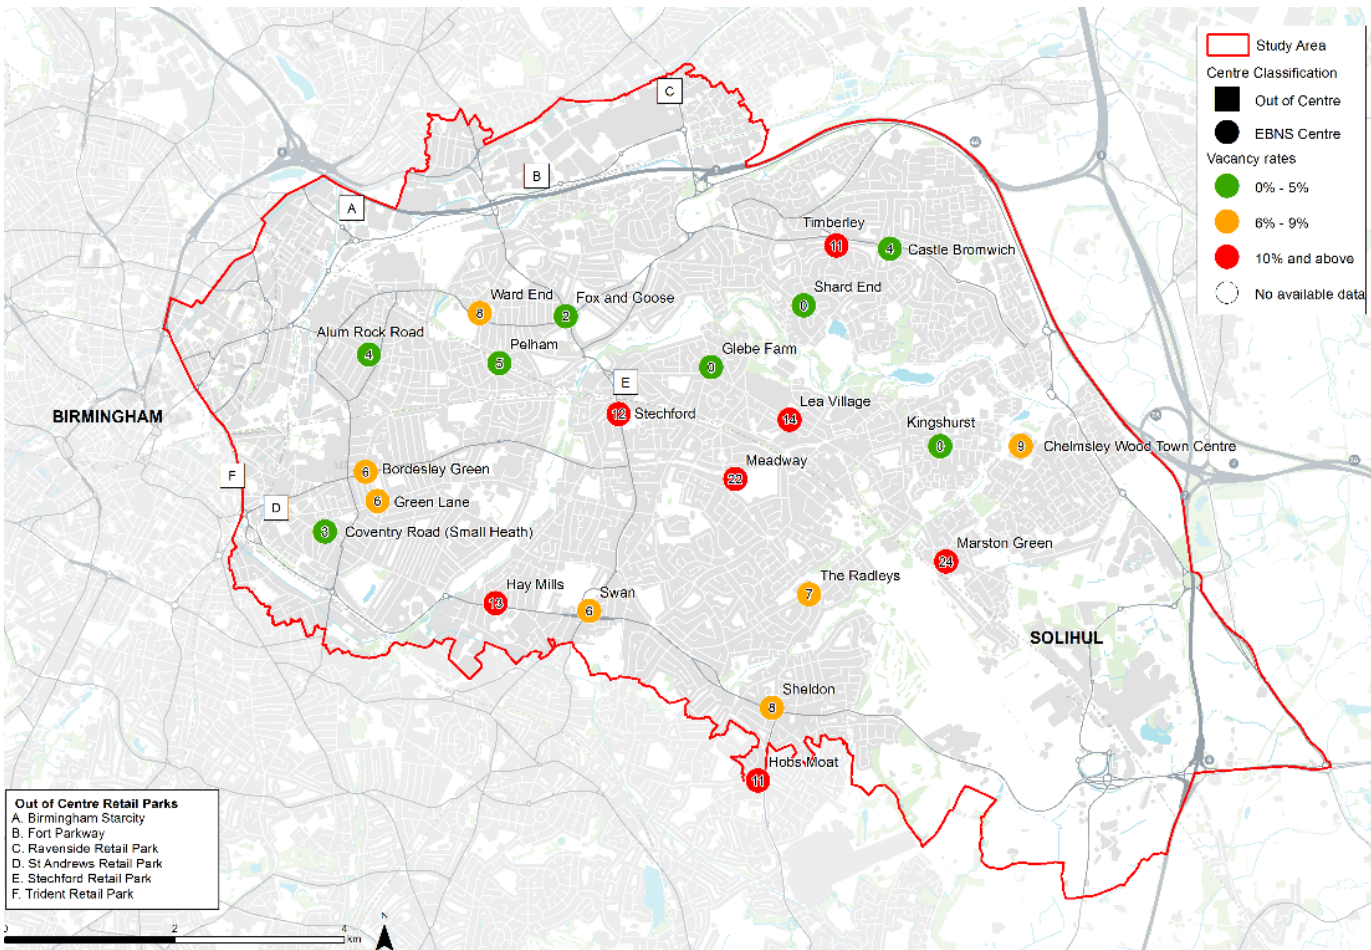 Study Area
Centre Classification
Out of Centre
EBNS Centre
Vacancy rates
0% - 5%
6% - 9%
10% and above
No available data
C
B
A
Timberley
11
4
Castle Bromwich
Shard End
0
Ward End
8
Fox and Goose
2
Alum Rock Road
4
Pelham
5
Glebe Farm
E
12
Stechford
Lea Village
14
Kingshurst
0
9
Chelmsley Wood Town Centre
BIRMINGHAM
Meadway
22
F
6
Bordesley Green
D
6
Green Lane
3
Coventry Road (Small Heath)
Marston Green
24
Hay Mills
13
Swan
6
The Radleys
7
SOLIHUL
Sheldon
8
Hobs Moat
11
Out of Centre Retail Parks
A. Birmingham Starcity
B. Fort Parkway
C. Ravenside Retail Park
D. St Andrews Retail Park
E. Stechford Retail Park
F. Trident Retail Park
0 2 4
km
N